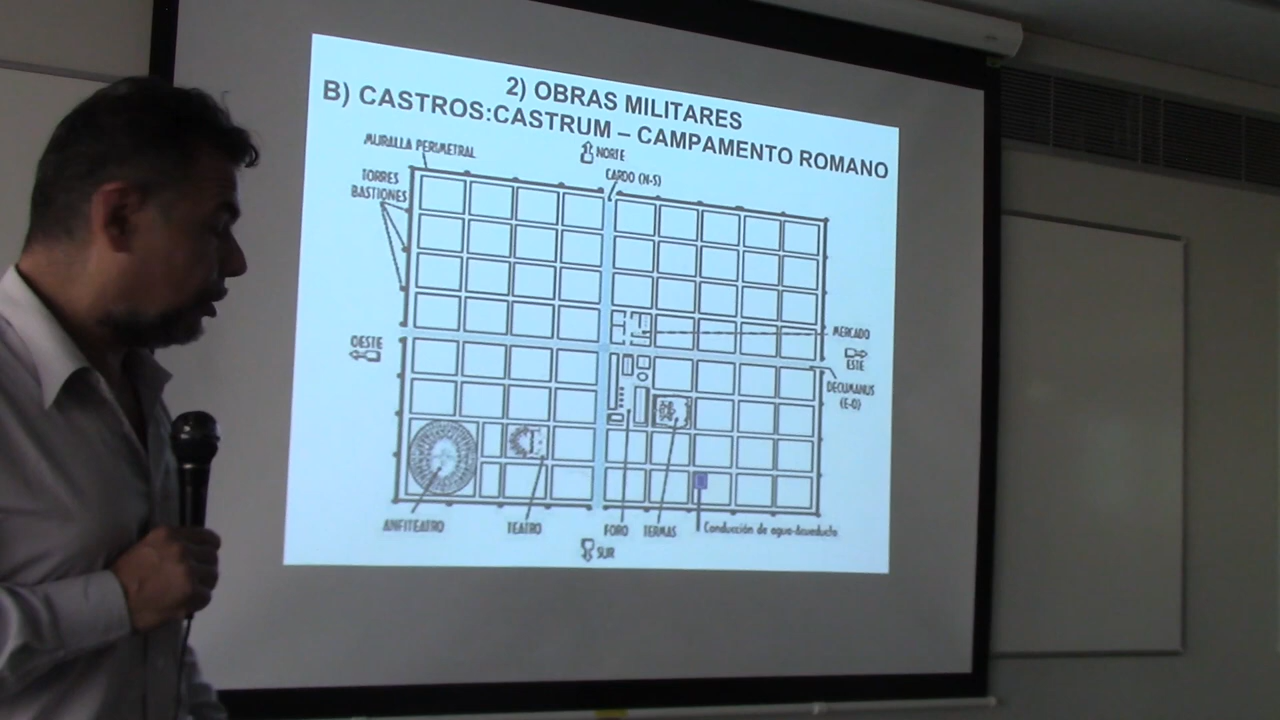 2) OBRAS MILITARES
B) CASTROS:CASTRUM – CAMPAMENTO ROMANO
MURALLA PERIMETRAL
NORTE
CARDO (N-S)
TORRES
BASTIONES
MERCADO
OESTE
ESTE
DECUMANUS
(E-O)
ANFITEATRO
TEATRO
FORO
TERMAS
Conducción de agua-Acueducto
SUR